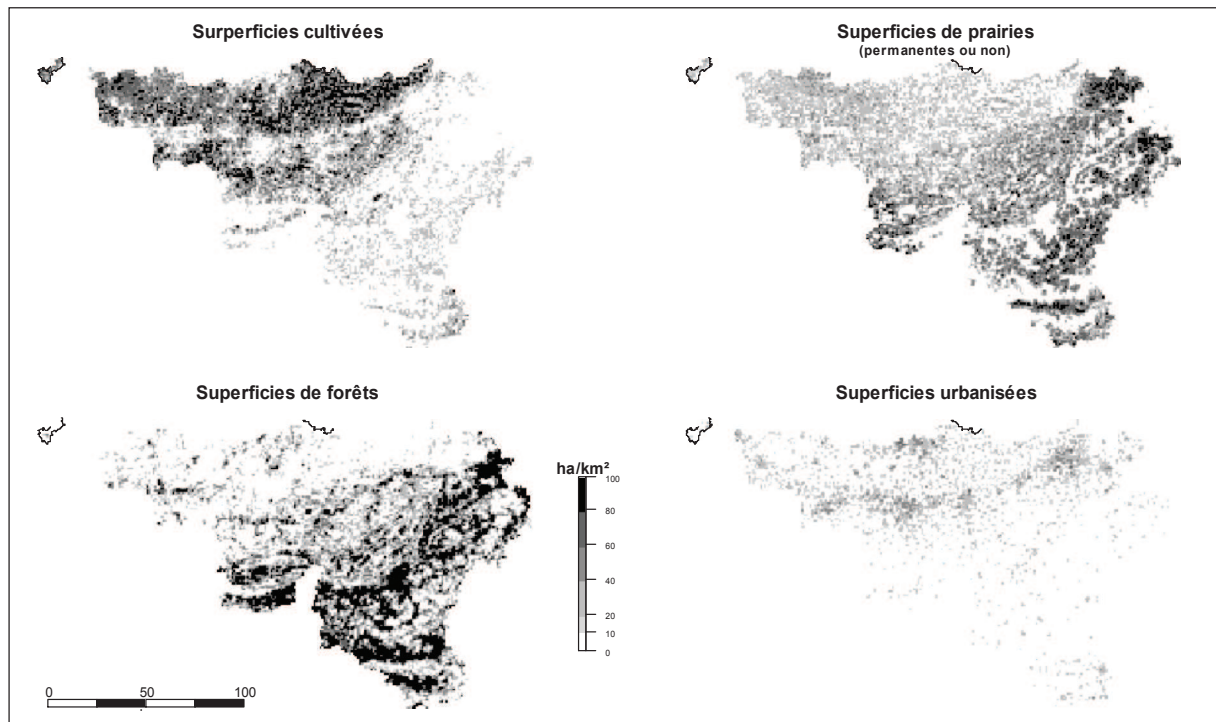 Surperficies cultivées
Superficies de prairies
(permanentes ou non)
Superficies de forêts
Superficies urbanisées
ha/km²
100
80
60
40
20
10
0
0 50 100